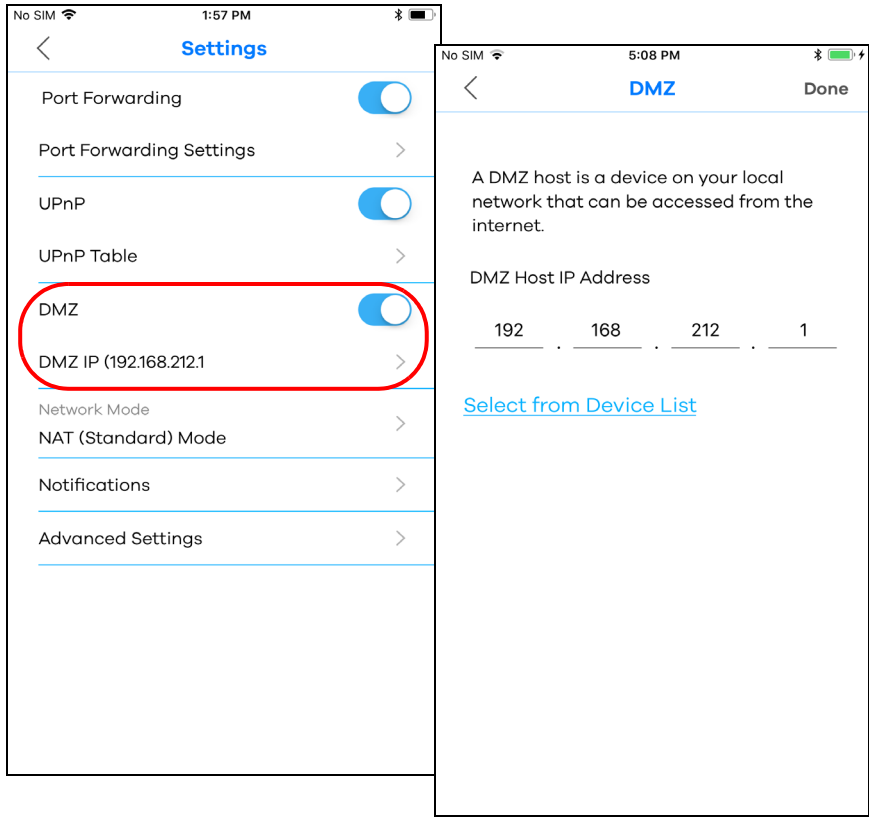 No SIM
1:57 PM
Settings
Port Forwarding
Port Forwarding Settings
UPnP
UPnP Table
DMZ
DMZ IP (192.168.212.1
Network Mode
NAT (Standard) Mode
Notifications
Advanced Settings
No SIM
5:08 PM
DMZ
Done
A DMZ host is a device on your local
network that can be accessed from the
internet.
DMZ Host IP Address
192 . 168 . 212 . 1
Select from Device List